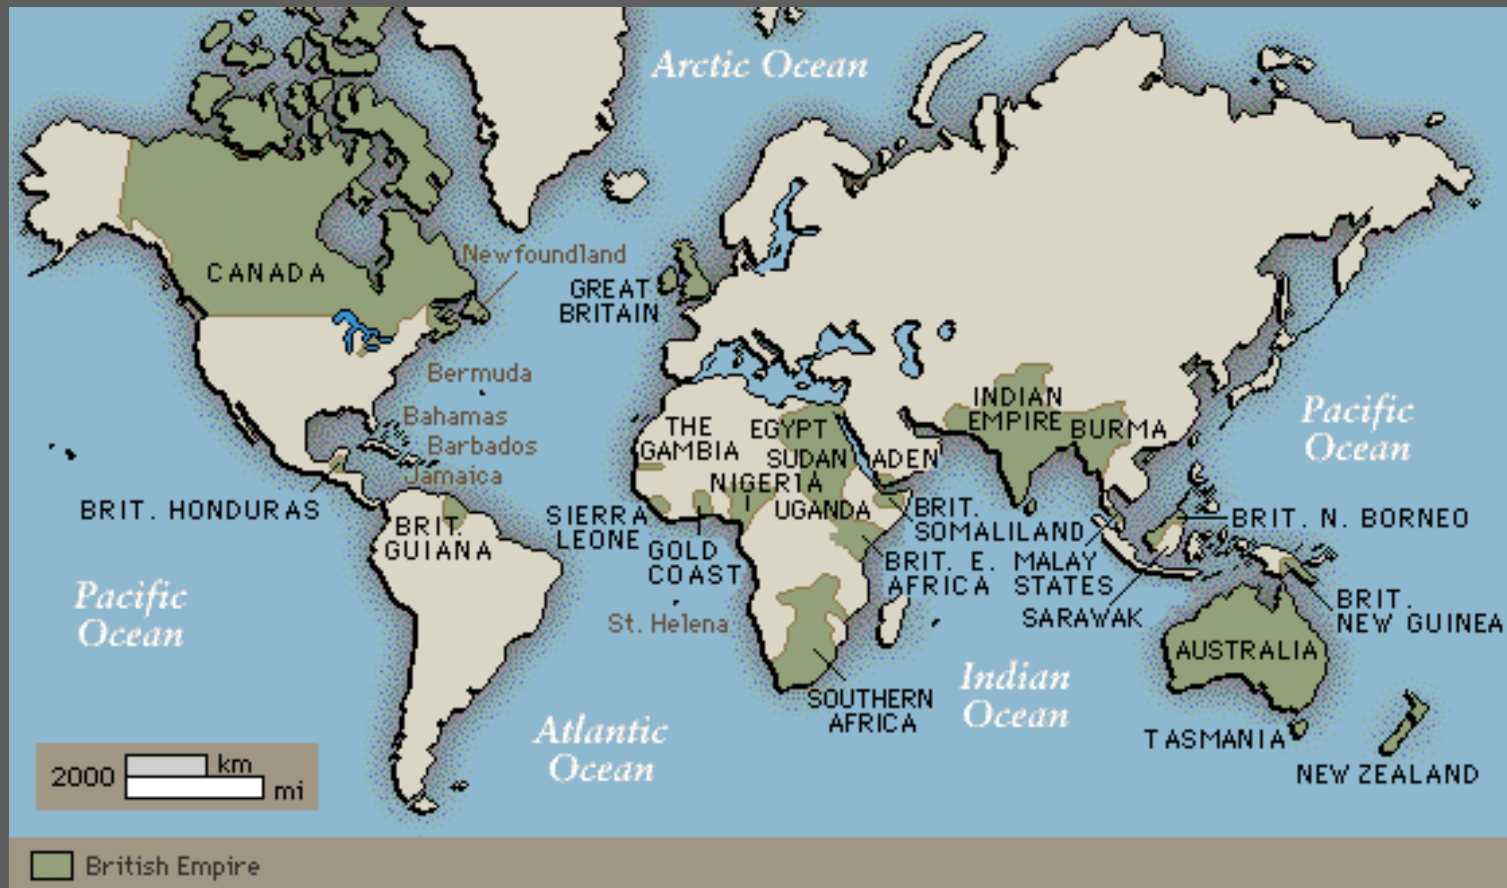 Arctic Ocean
Newfoundland
CANADA
GREAT
BRITAIN
Bermuda
Bahamas
Barbados
Jamaica
BRIT. HONDURAS
BRIT.
GUIANA
THE
GAMBIA
EGYPT
SUDAN
ADEN
NIGERIA
UGANDA
SIERRA
LEONE
GOLD
COAST
BRIT.
SOMALILAND
BRIT. E.
AFRICA
INDIAN
EMPIRE
BURMA
Pacific
Ocean
MALAY
STATES
BRIT. N. BORNEO
SARAWAK
BRIT.
NEW GUINEA
Pacific
Ocean
St. Helena
SOUTHERN
AFRICA
Indian
Ocean
AUSTRALIA
Atlantic
Ocean
TASMANIA
NEW ZEALAND
2000
km
mi
British Empire